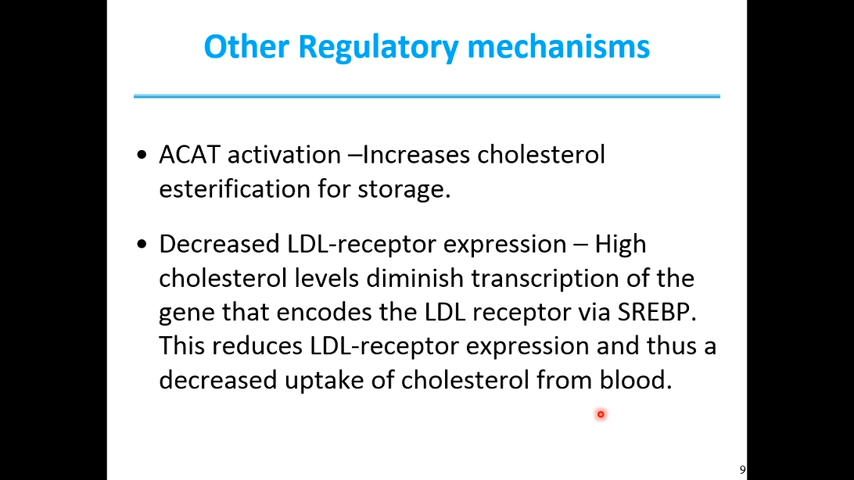 Other Regulatory mechanisms
• ACAT activation –Increases cholesterol
esterification for storage.
• Decreased LDL-receptor expression – High
cholesterol levels diminish transcription of the
gene that encodes the LDL receptor via SREBP.
This reduces LDL-receptor expression and thus a
decreased uptake of cholesterol from blood.
9